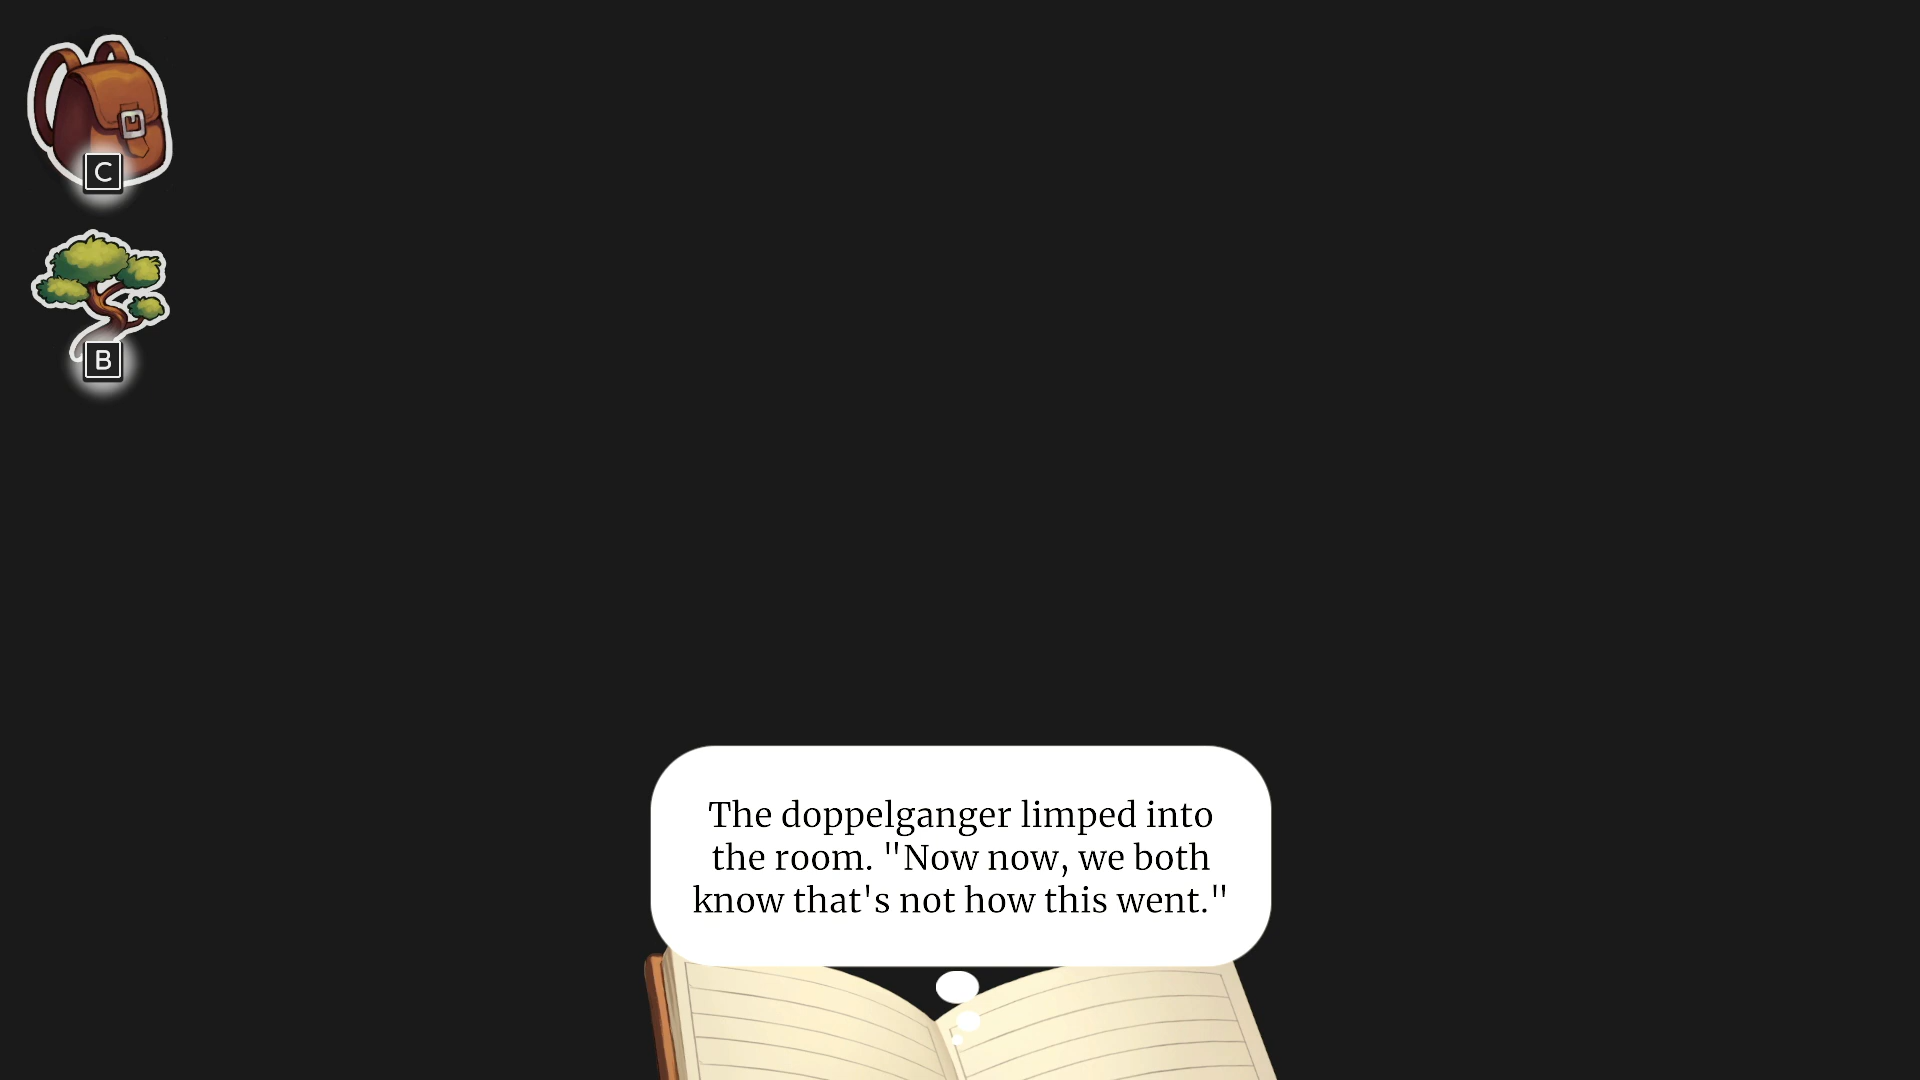 C
B
The doppelganger limped into
the room. "Now now, we both
know that's not how this went."